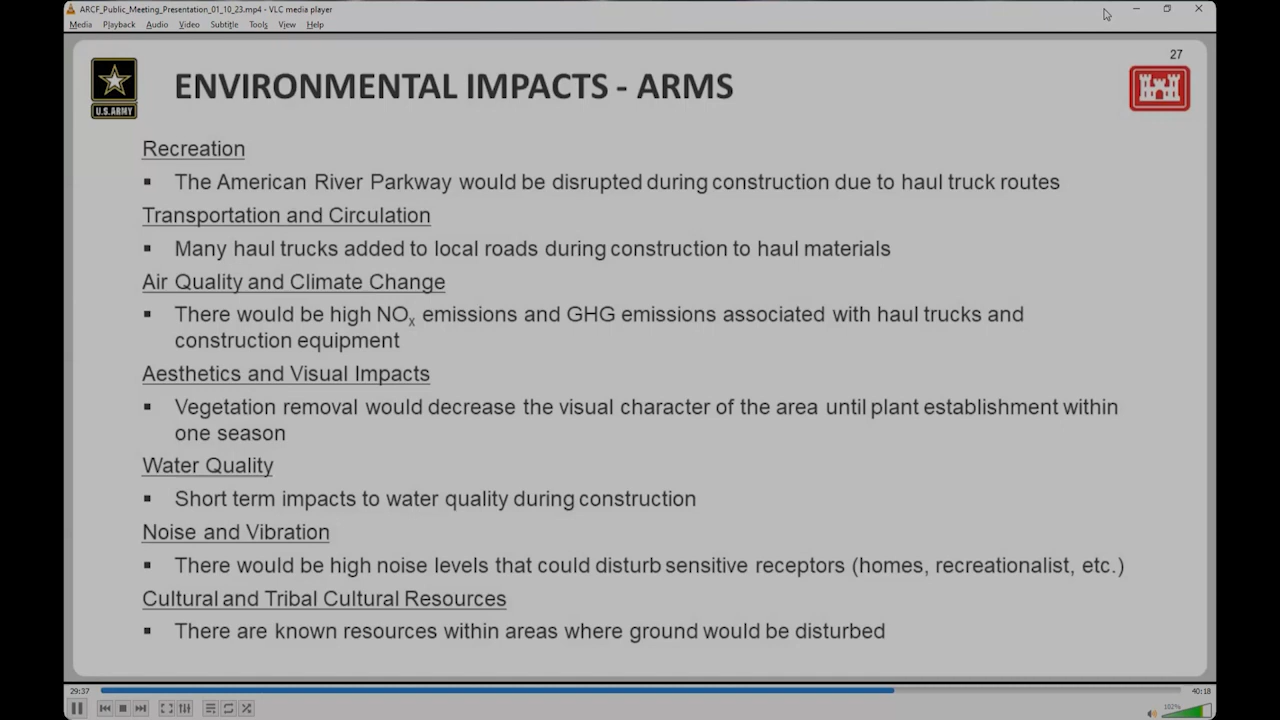 ARCF_Public_Meeting_Presentation_01_10_23.mp4 - VLC media player
Media Playback Audio Video Subtitle Tools View Help
27
U.S.ARMY
ENVIRONMENTAL IMPACTS - ARMS
Recreation
▪ The American River Parkway would be disrupted during construction due to haul truck routes
Transportation and Circulation
▪ Many haul trucks added to local roads during construction to haul materials
Air Quality and Climate Change
▪ There would be high NOx emissions and GHG emissions associated with haul trucks and
construction equipment
Aesthetics and Visual Impacts
▪ Vegetation removal would decrease the visual character of the area until plant establishment within
one season
Water Quality
▪ Short term impacts to water quality during construction
Noise and Vibration
▪ There would be high noise levels that could disturb sensitive receptors (homes, recreationalist, etc.)
Cultural and Tribal Cultural Resources
▪ There are known resources within areas where ground would be disturbed
29:37 40:18
102%